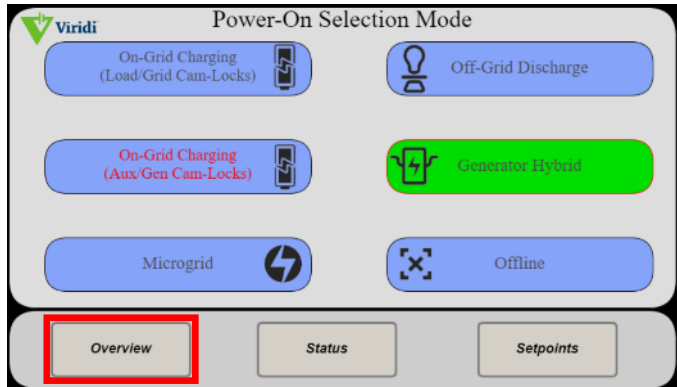 Viridi
Power-On Selection Mode
On-Grid Charging
(Load/Grid Cam-Locks)
Off-Grid Discharge
On-Grid Charging
(Aux/Gen Cam-Locks)
Generator Hybrid
Microgrid
Offline
Overview
Status
Setpoints